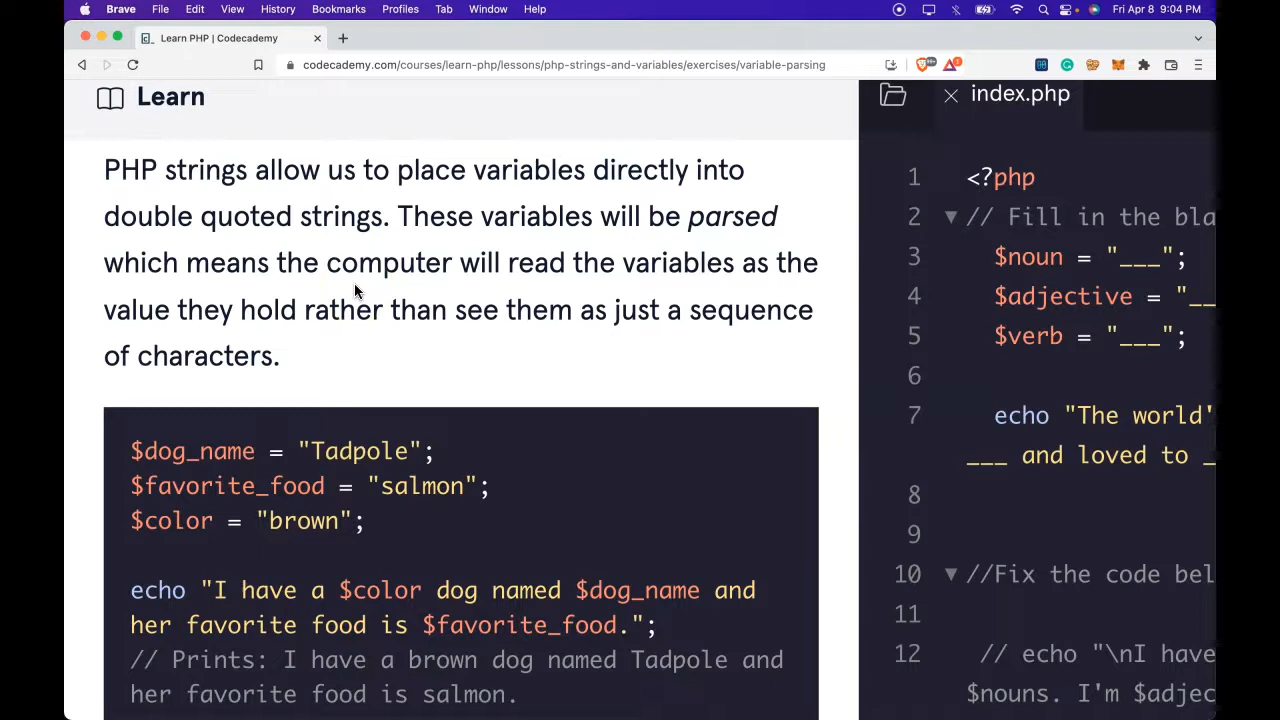 Brave File Edit View History Bookmarks Profiles Tab Window Help Fri Apr 8 9:04 PM
Learn PHP | Codecademy
codecademy.com/courses/learn-php/lessons/php-strings-and-variables/exercises/variable-parsing
Learn
PHP strings allow us to place variables directly into
double quoted strings. These variables will be parsed
which means the computer will read the variables as the
value they hold rather than see them as just a sequence
of characters.
$dog_name = "Tadpole";
$favorite_food = "salmon";
$color = "brown";
echo "I have a $color dog named $dog_name and
her favorite food is $favorite_food.";
// Prints: I have a brown dog named Tadpole and
her favorite food is salmon.
index.php
1 <?php
2 // Fill in the bla
3 $noun = "___";
4 $adjective = "__
5 $verb = "___";
6
7 echo "The world'
___ and loved to _
8
9
10 //Fix the code bel
11
12 // echo "\nI have
$nouns. I'm $adjec